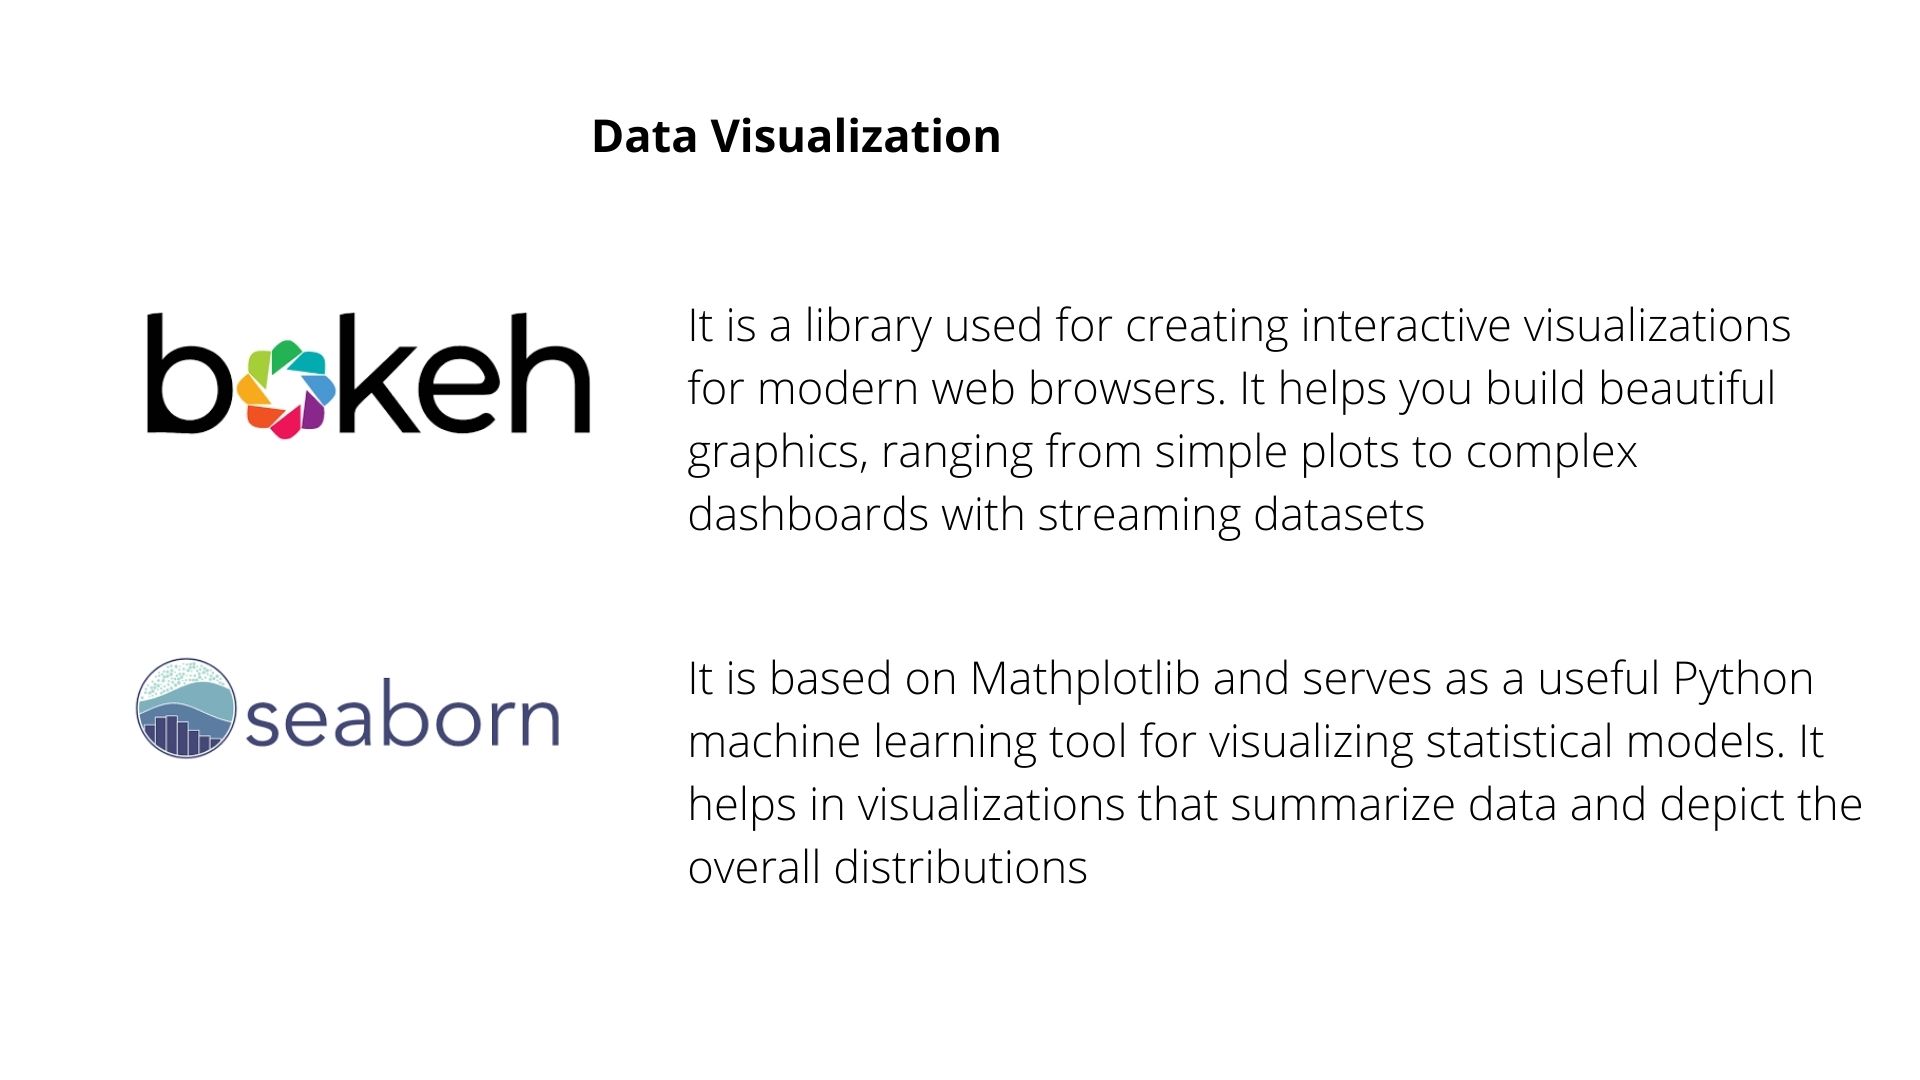 Data Visualization
bokeh
It is a library used for creating interactive visualizations
for modern web browsers. It helps you build beautiful
graphics, ranging from simple plots to complex
dashboards with streaming datasets
seaborn
It is based on Mathplotlib and serves as a useful Python
machine learning tool for visualizing statistical models. It
helps in visualizations that summarize data and depict the
overall distributions